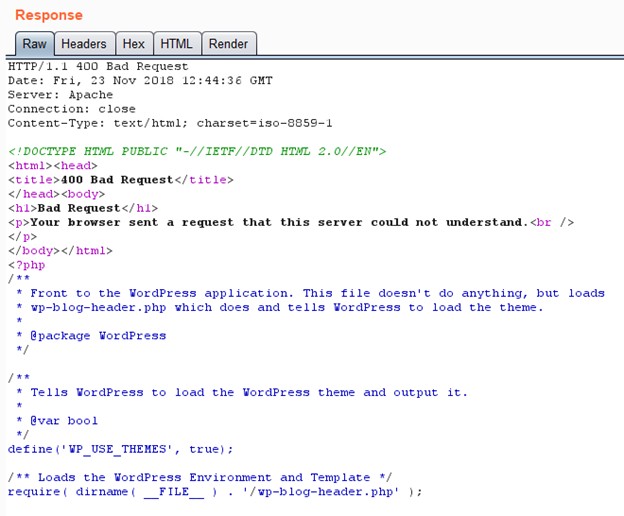 Response
Raw Headers Hex HTML Render
HTTP/1.1 400 Bad Request
Date: Fri, 23 Nov 2018 12:44:36 GMT
Server: Apache
Connection: close
Content-Type: text/html; charset=iso-8859-1

<!DOCTYPE HTML PUBLIC "-//IETF//DTD HTML 2.0//EN">
<html><head>
<title>400 Bad Request</title>
</head><body>
<h1>Bad Request</h1>
<p>Your browser sent a request that this server could not understand.<br />
</p>
</body></html>
<?php
/**
 * Front to the WordPress application. This file doesn't do anything, but loads
 * wp-blog-header.php which does and tells WordPress to load the theme.
 *
 * @package WordPress
 */

/**
 * Tells WordPress to load the WordPress theme and output it.
 *
 * @var bool
 */
define('WP_USE_THEMES', true);

/** Loads the WordPress Environment and Template */
require( dirname( __FILE__ ) . '/wp-blog-header.php' );